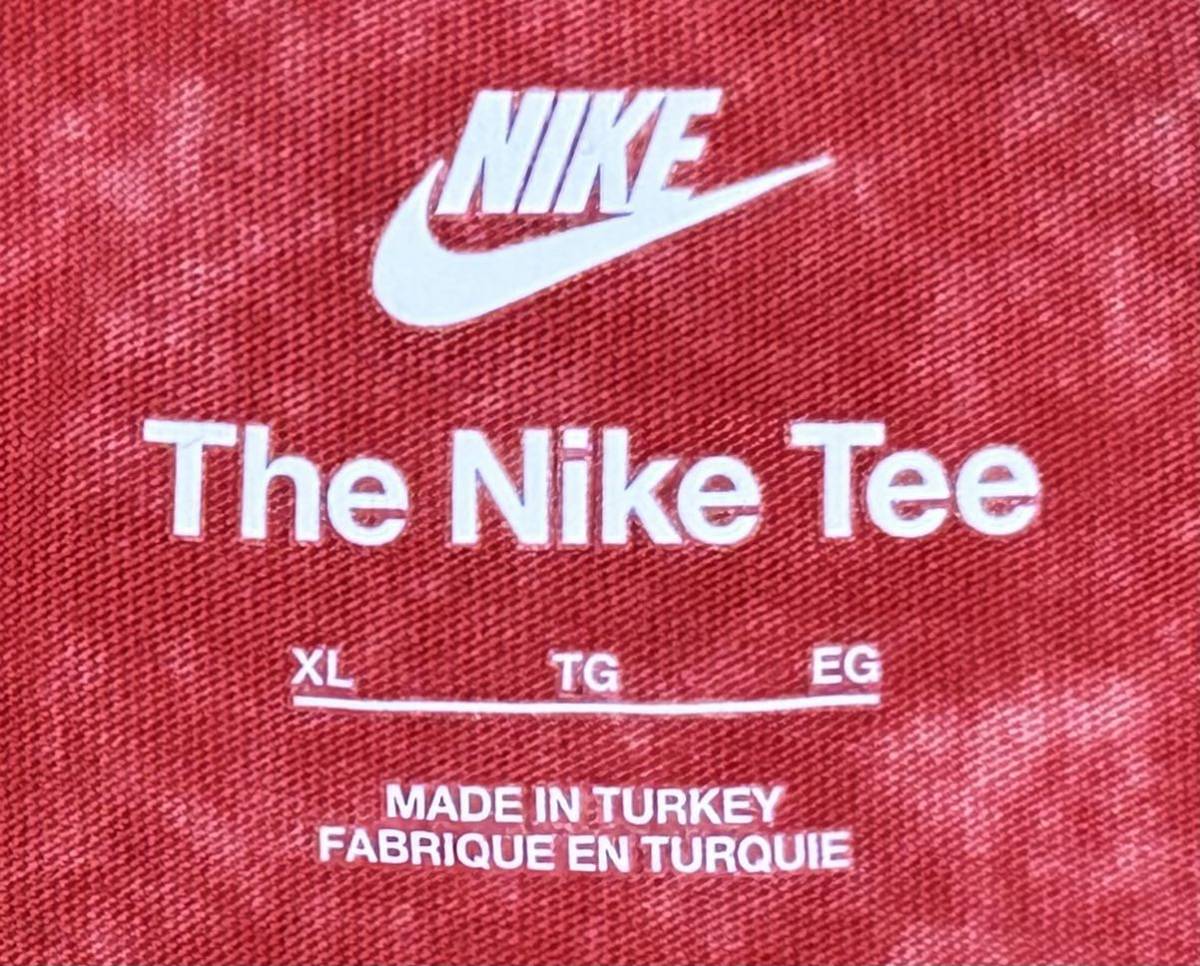 NIKE
The Nike Tee
XL TG EG
MADE IN TURKEY
FABRIQUE EN TURQUIE